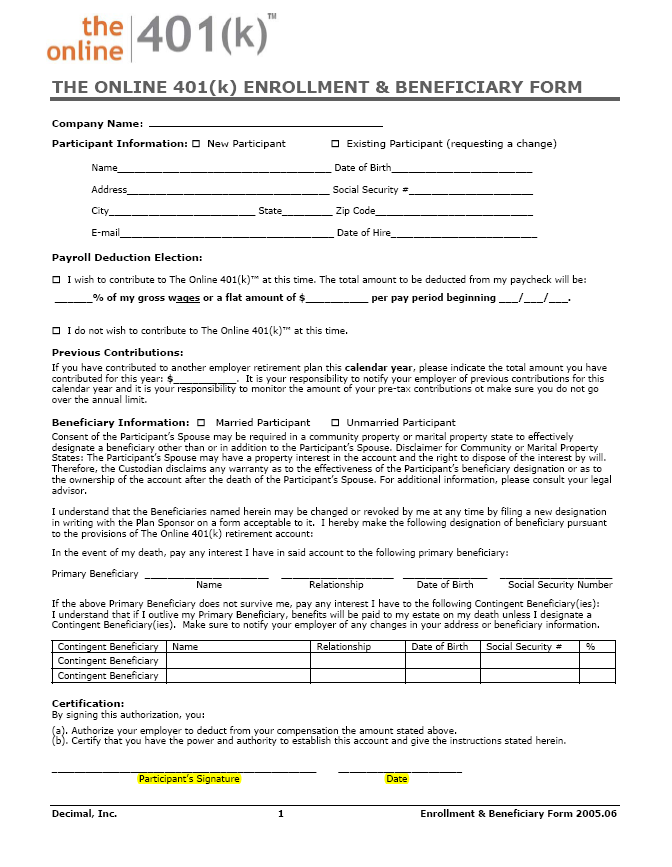 the
online 401(k)™
THE ONLINE 401(k) ENROLLMENT & BENEFICIARY FORM
Company Name: ___________________________________
Participant Information: ☐ New Participant ☐ Existing Participant (requesting a change)
Name______________________________________ Date of Birth_________________________
Address____________________________________ Social Security #______________________
City__________________________ State_________ Zip Code____________________________
E-mail______________________________________ Date of Hire__________________________
Payroll Deduction Election:
☐ I wish to contribute to The Online 401(k)™ at this time. The total amount to be deducted from my paycheck will be:
______% of my gross wages or a flat amount of $__________ per pay period beginning ___/___/___.
☐ I do not wish to contribute to The Online 401(k)™ at this time.
Previous Contributions:
If you have contributed to another employer retirement plan this calendar year, please indicate the total amount you have
contributed for this year: $__________. It is your responsibility to notify your employer of previous contributions for this
calendar year and it is your responsibility to monitor the amount of your pre-tax contributions ot make sure you do not go
over the annual limit.
Beneficiary Information: ☐ Married Participant ☐ Unmarried Participant
Consent of the Participant's Spouse may be required in a community property or marital property state to effectively
designate a beneficiary other than or in addition to the Participant's Spouse. Disclaimer for Community or Marital Property
States: The Participant's Spouse may have a property interest in the account and the right to dispose of the interest by will.
Therefore, the Custodian disclaims any warranty as to the effectiveness of the Participant's beneficiary designation or as to
the ownership of the account after the death of the Participant's Spouse. For additional information, please consult your legal
advisor.
I understand that the Beneficiaries named herein may be changed or revoked by me at any time by filing a new designation
in writing with the Plan Sponsor on a form acceptable to it. I hereby make the following designation of beneficiary pursuant
to the provisions of The Online 401(k) retirement account:
In the event of my death, pay any interest I have in said account to the following primary beneficiary:
Primary Beneficiary ____________________ __________________ ______________ __________________
Name Relationship Date of Birth Social Security Number
If the above Primary Beneficiary does not survive me, pay any interest I have to the following Contingent Beneficiary(ies):
I understand that if I outlive my Primary Beneficiary, benefits will be paid to my estate on my death unless I designate a
Contingent Beneficiary(ies). Make sure to notify your employer of any changes in your address or beneficiary information.
Contingent Beneficiary Name Relationship Date of Birth Social Security # %
Contingent Beneficiary
Contingent Beneficiary
Certification:
By signing this authorization, you:
(a). Authorize your employer to deduct from your compensation the amount stated above.
(b). Certify that you have the power and authority to establish this account and give the instructions stated herein.
___________________________________________ ____________________
Participant's Signature Date
Decimal, Inc. 1 Enrollment & Beneficiary Form 2005.06